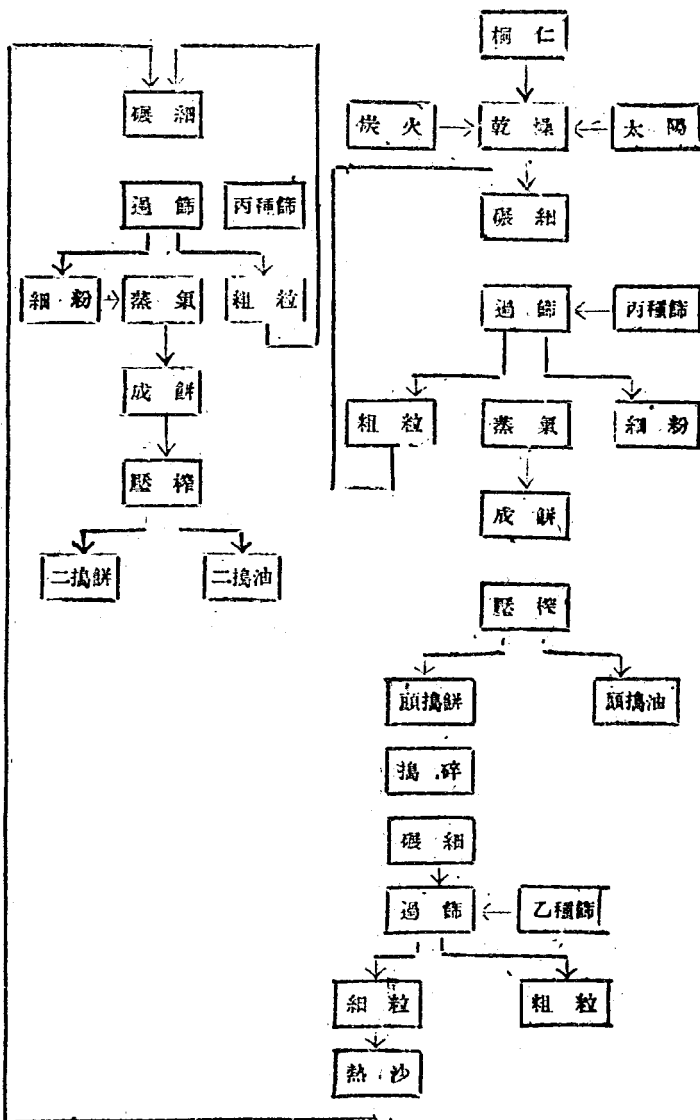 桐仁
炭火 乾燥 太陽
碾細
過篩 丙種篩
粗粒 蒸氣 細粉
成餅
壓榨
頭搗餅 頭搗油
搗碎
碾細
過篩 乙種篩
細粒 粗粒
熱沙
碾細
過篩 丙種篩
細粉 蒸氣 粗粒
成餅
壓榨
二搗餅 二搗油